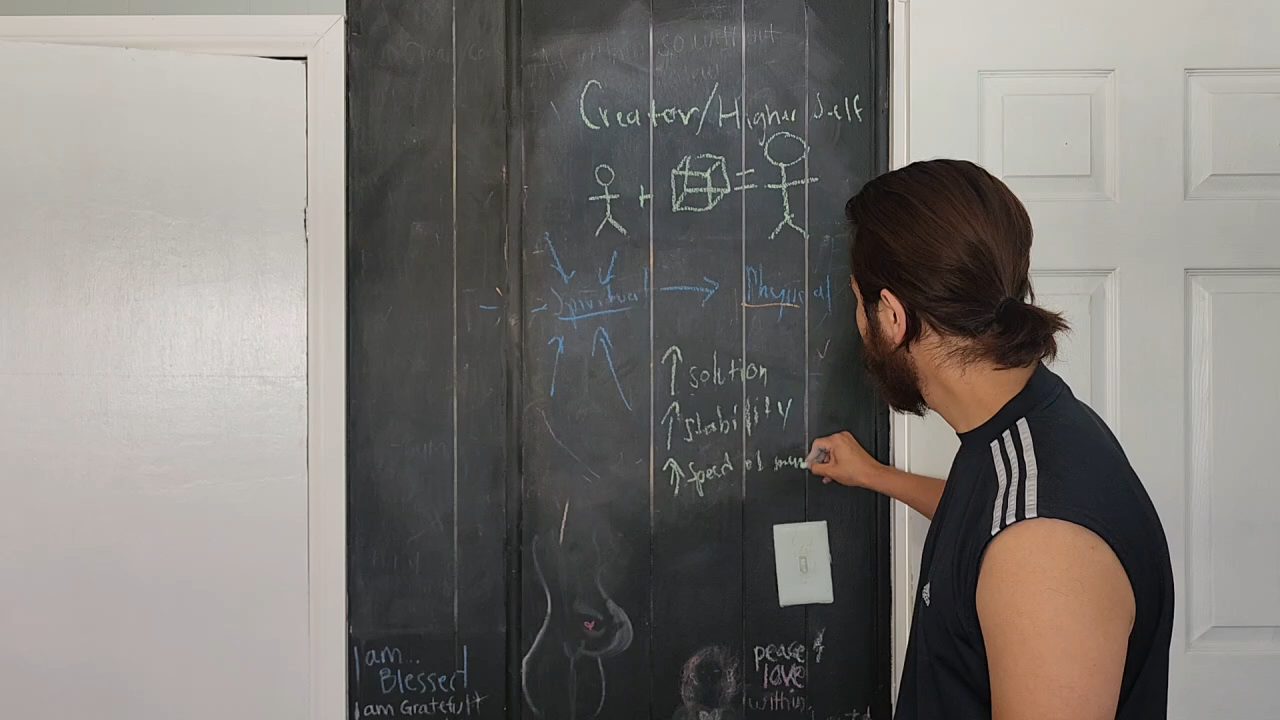 Creator/Higher Self
+ =
Spiritual → Physical
↑ solution
↑ stability
↑ speed of
I am...
Blessed
I am Grateful
peace &
love
within